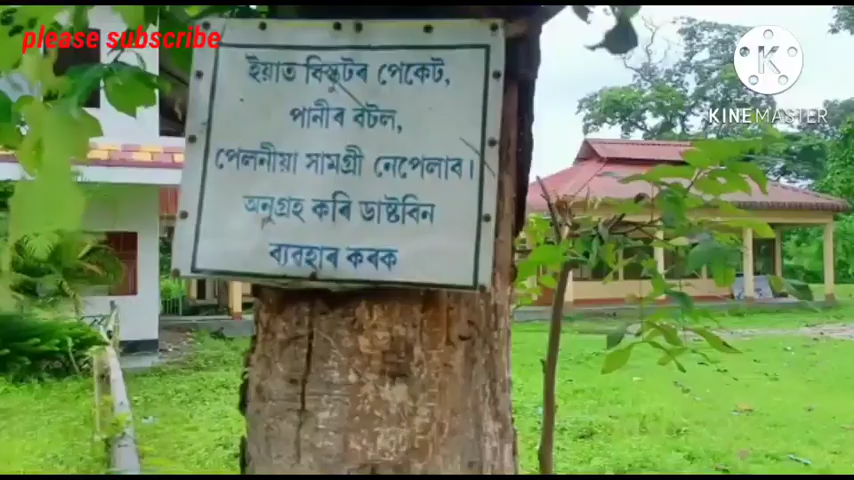 please subscribe
K
KINEMASTER
ইয়াত বিস্কুটৰ পেকেট,
পানীৰ বটল,
পেলনীয়া সামগ্ৰী নেপেলাব।
অনুগ্ৰহ কৰি ডাষ্টবিন
ব্যৱহাৰ কৰক